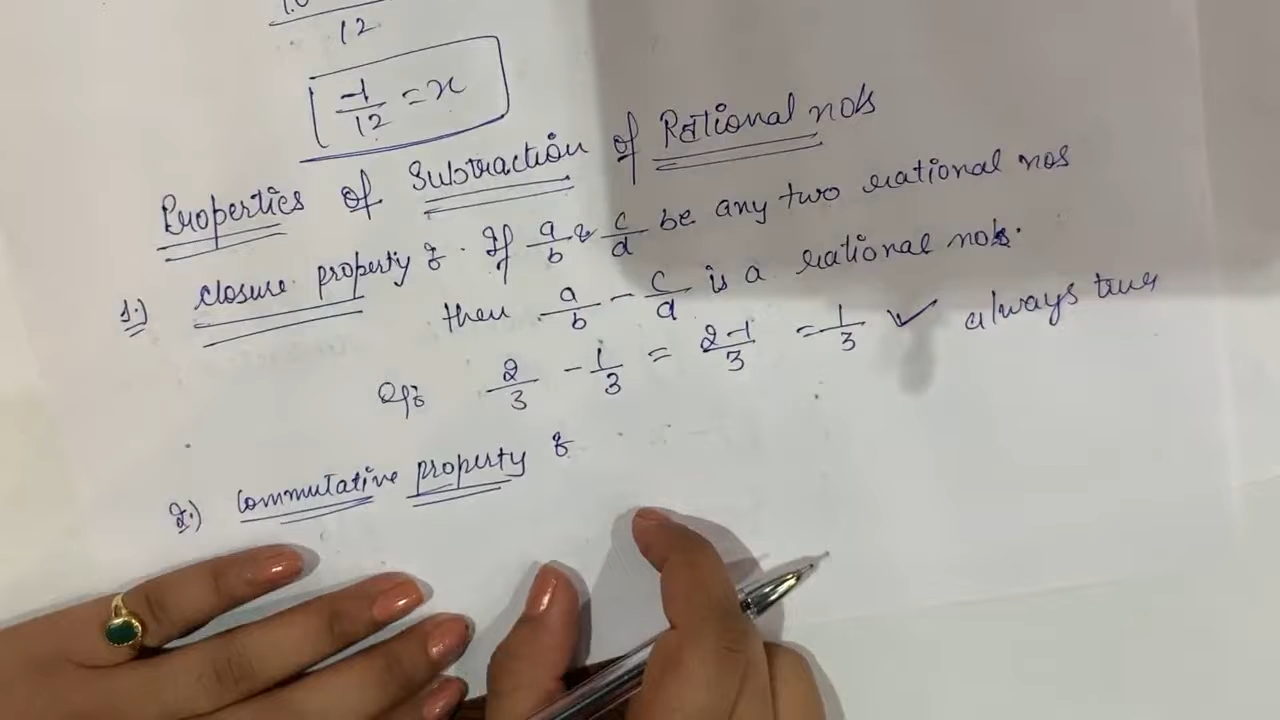 12
-1/12 = x
Properties of Subtraction of Rational nos
1.) closure property :- If a/b & c/d be any two rational nos
then a/b - c/d is a rational nos.
Eg:- 2/3 - 1/3 = 2-1/3 = 1/3 ✓ always true
2.) Commutative property :-